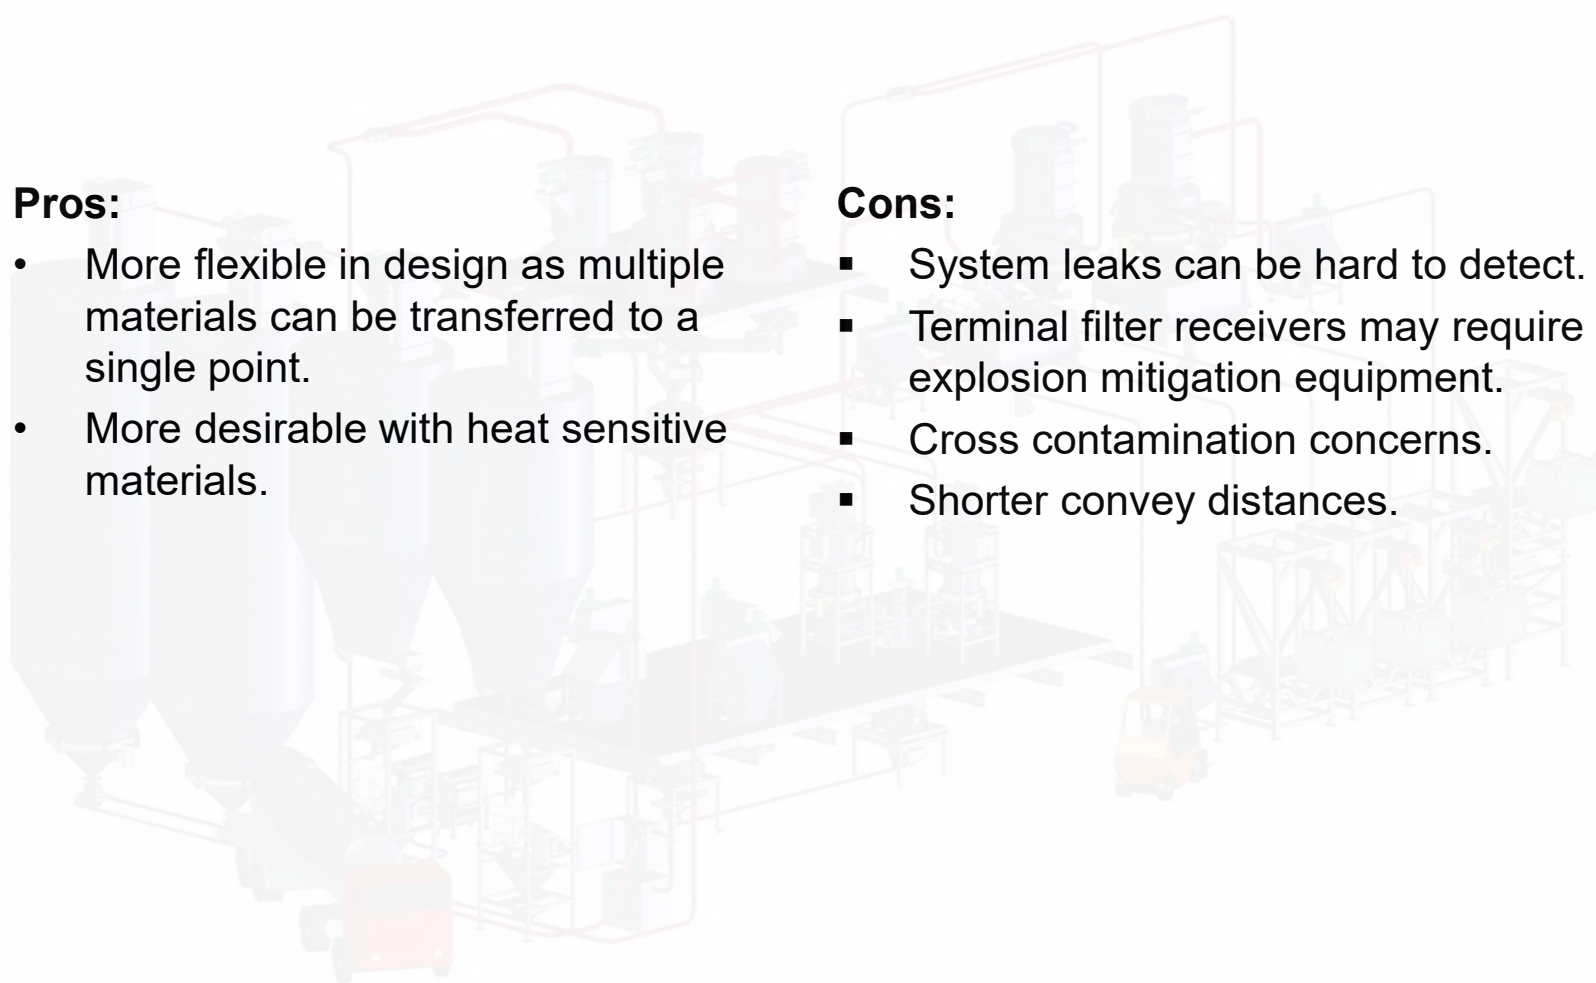 Pros:
• More flexible in design as multiple
materials can be transferred to a
single point.
• More desirable with heat sensitive
materials.
Cons:
▪ System leaks can be hard to detect.
▪ Terminal filter receivers may require
explosion mitigation equipment.
▪ Cross contamination concerns.
▪ Shorter convey distances.